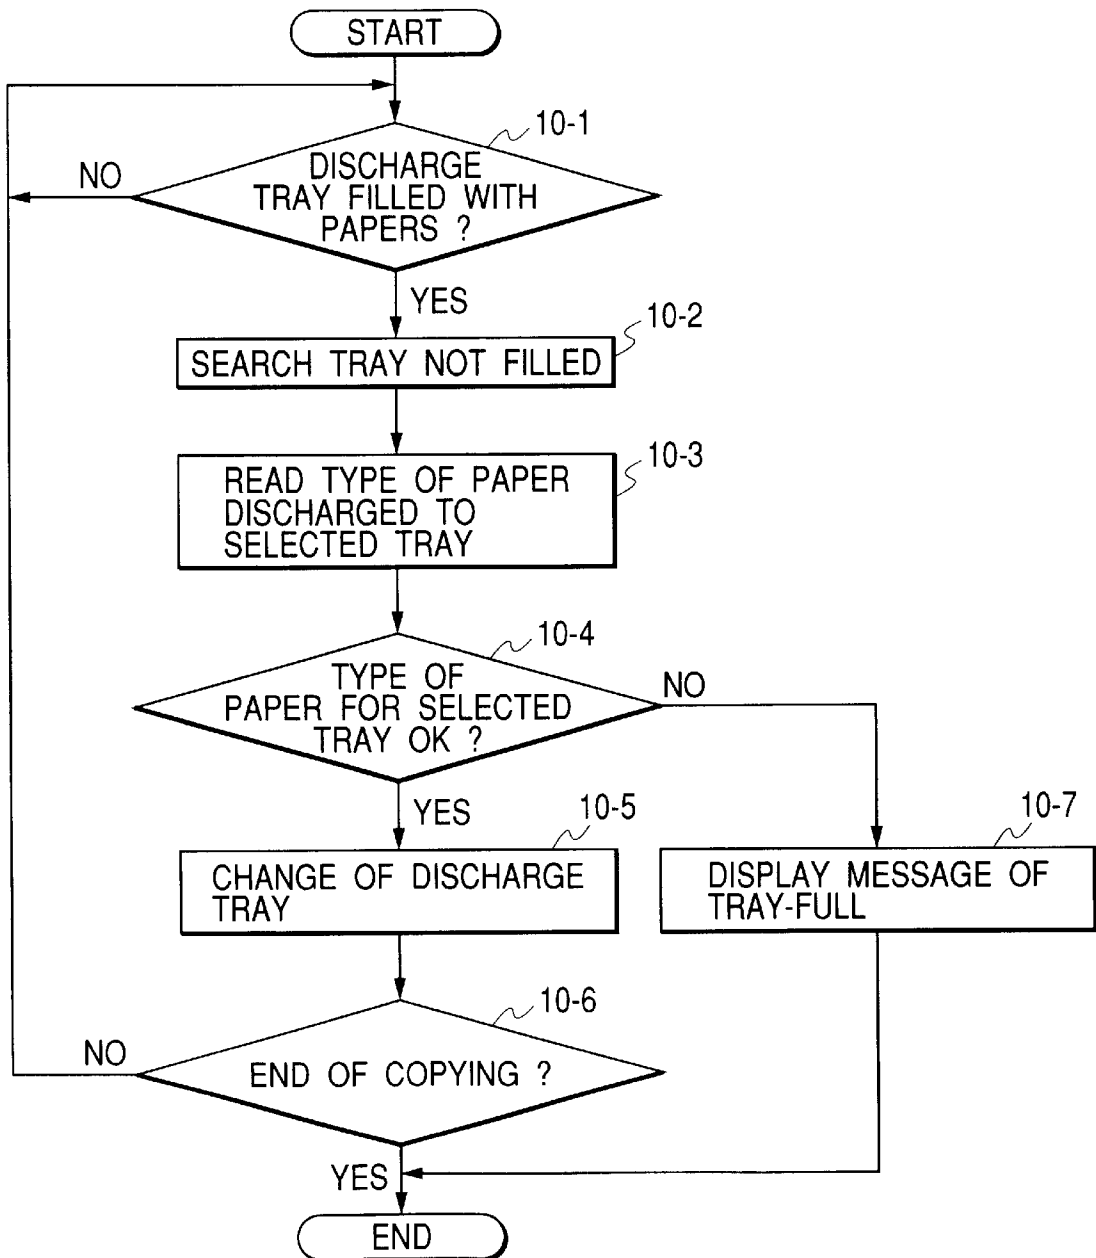 START
10-1
DISCHARGE
TRAY FILLED WITH
PAPERS ?
NO
YES
10-2
SEARCH TRAY NOT FILLED
10-3
READ TYPE OF PAPER
DISCHARGED TO
SELECTED TRAY
10-4
TYPE OF
PAPER FOR SELECTED
TRAY OK ?
NO
YES
10-5
CHANGE OF DISCHARGE
TRAY
10-7
DISPLAY MESSAGE OF
TRAY-FULL
10-6
END OF COPYING ?
NO
YES
END